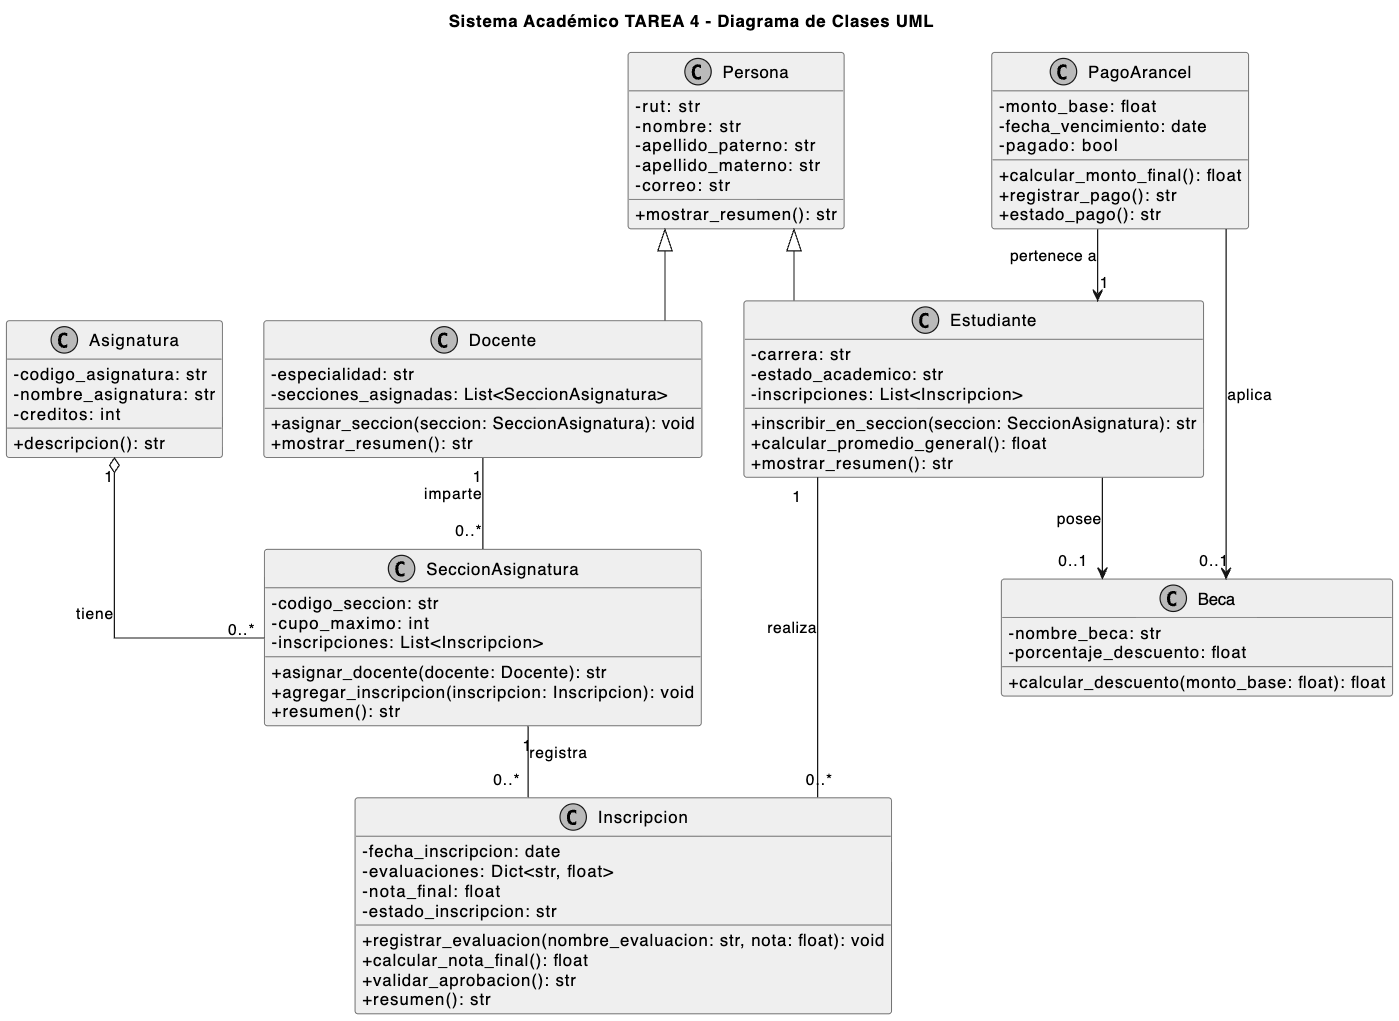 Sistema Académico TAREA 4 - Diagrama de Clases UML
C Persona
-rut: str
-nombre: str
-apellido_paterno: str
-apellido_materno: str
-correo: str
+mostrar_resumen(): str
C PagoArancel
-monto_base: float
-fecha_vencimiento: date
-pagado: bool
+calcular_monto_final(): float
+registrar_pago(): str
+estado_pago(): str
pertenece a
1
aplica
0..1
C Asignatura
-codigo_asignatura: str
-nombre_asignatura: str
-creditos: int
+descripcion(): str
1
tiene
0..*
C Docente
-especialidad: str
-secciones_asignadas: List<SeccionAsignatura>
+asignar_seccion(seccion: SeccionAsignatura): void
+mostrar_resumen(): str
1
imparte
0..*
C Estudiante
-carrera: str
-estado_academico: str
-inscripciones: List<Inscripcion>
+inscribir_en_seccion(seccion: SeccionAsignatura): str
+calcular_promedio_general(): float
+mostrar_resumen(): str
1
realiza
0..*
posee
0..1
C SeccionAsignatura
-codigo_seccion: str
-cupo_maximo: int
-inscripciones: List<Inscripcion>
+asignar_docente(docente: Docente): str
+agregar_inscripcion(inscripcion: Inscripcion): void
+resumen(): str
1
registra
0..*
C Beca
-nombre_beca: str
-porcentaje_descuento: float
+calcular_descuento(monto_base: float): float
C Inscripcion
-fecha_inscripcion: date
-evaluaciones: Dict<str, float>
-nota_final: float
-estado_inscripcion: str
+registrar_evaluacion(nombre_evaluacion: str, nota: float): void
+calcular_nota_final(): float
+validar_aprobacion(): str
+resumen(): str